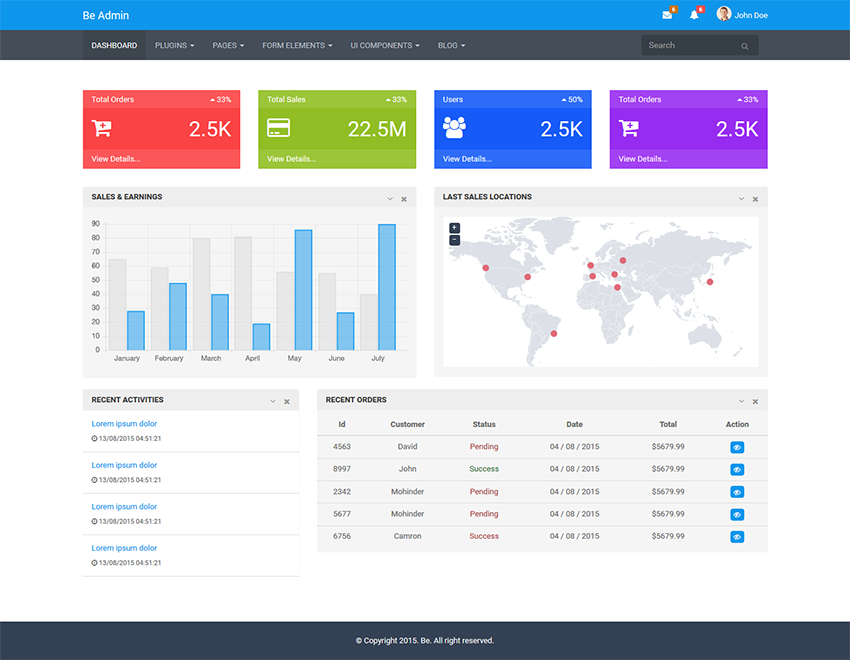 Be Admin
6
6
John Doe
DASHBOARD PLUGINS PAGES FORM ELEMENTS UI COMPONENTS BLOG Search
Total Orders 33%
2.5K
View Details...
Total Sales 33%
22.5M
View Details...
Users 50%
2.5K
View Details...
Total Orders 33%
2.5K
View Details...
SALES & EARNINGS
90
80
70
60
50
40
30
20
10
0
January February March April May June July
LAST SALES LOCATIONS
+
−
RECENT ACTIVITIES
Lorem ipsum dolor
13/08/2015 04:51:21
Lorem ipsum dolor
13/08/2015 04:51:21
Lorem ipsum dolor
13/08/2015 04:51:21
Lorem ipsum dolor
13/08/2015 04:51:21
RECENT ORDERS
Id Customer Status Date Total Action
4563 David Pending 04 / 08 / 2015 $5679.99
8997 John Success 04 / 08 / 2015 $5679.99
2342 Mohinder Pending 04 / 08 / 2015 $5679.99
5677 Mohinder Pending 04 / 08 / 2015 $5679.99
6756 Camron Success 04 / 08 / 2015 $5679.99
© Copyright 2015. Be. All right reserved.